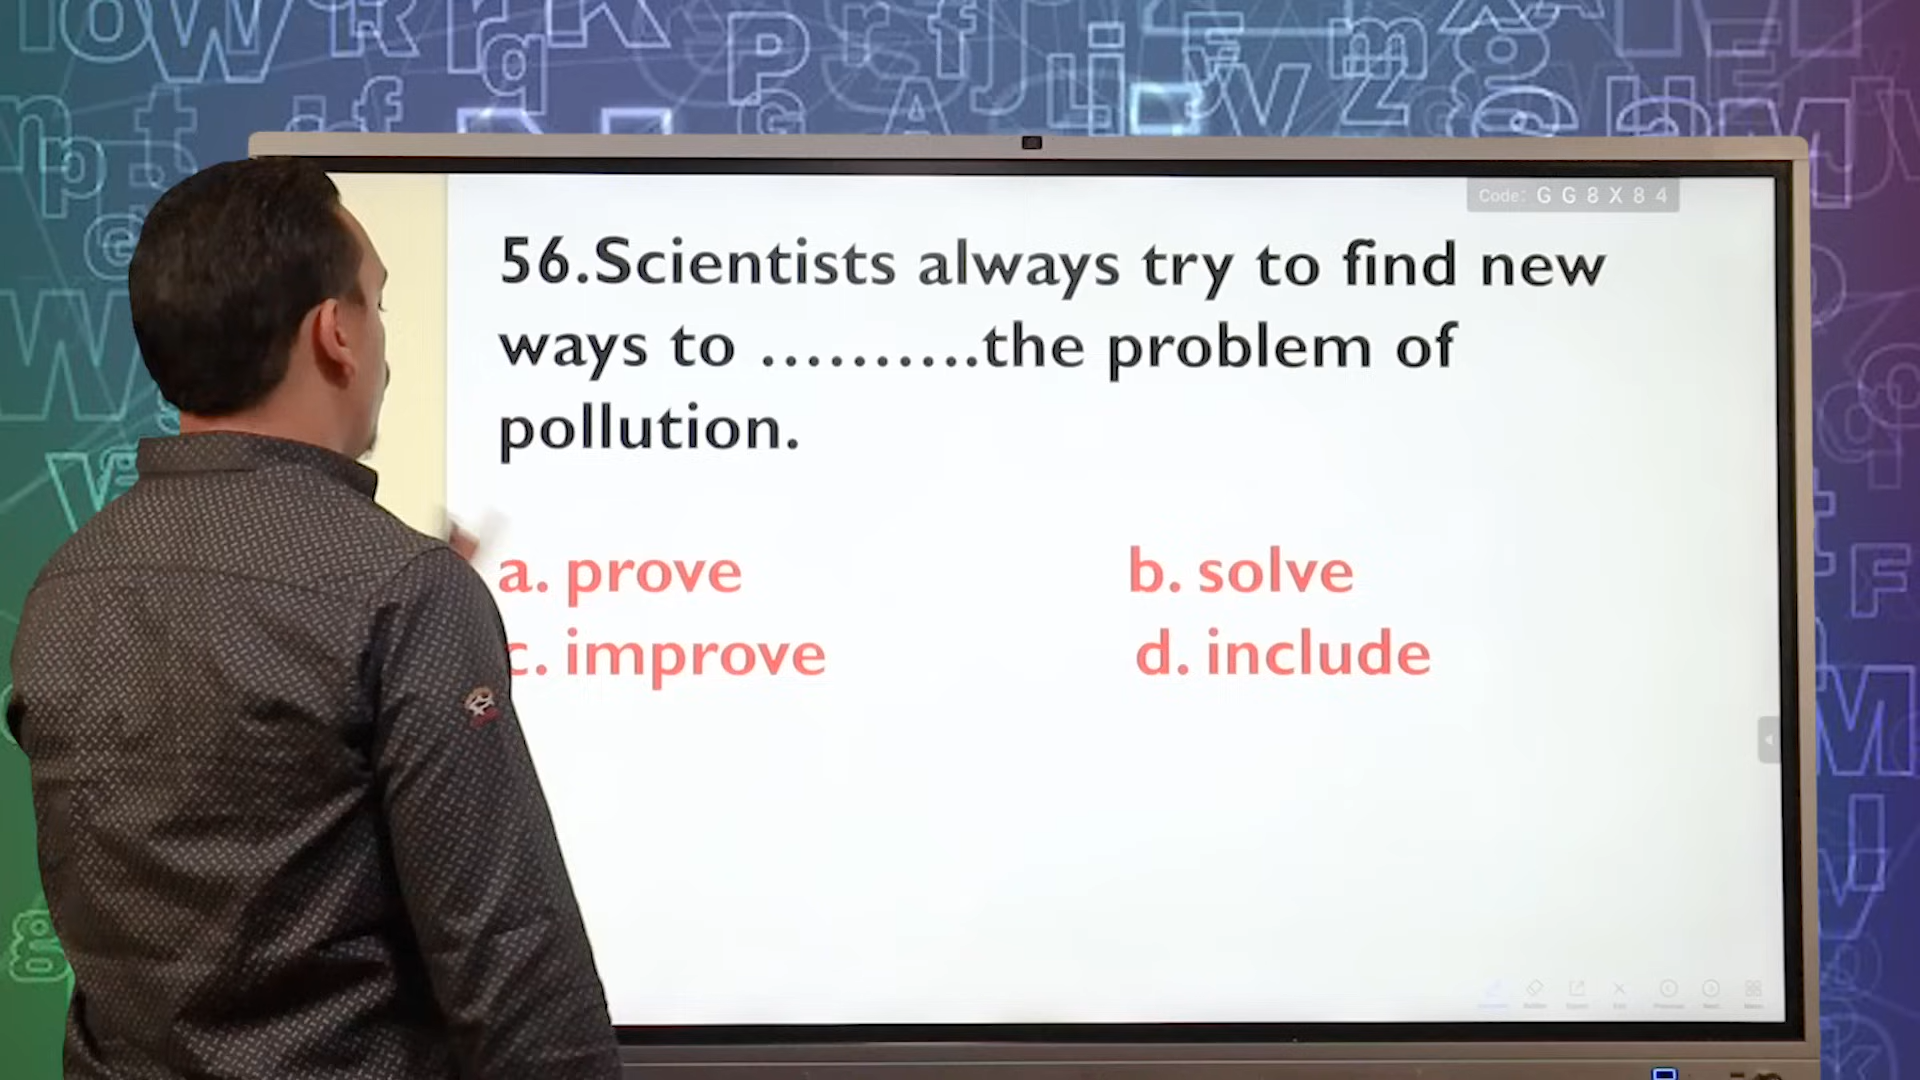 Code: GG8X84
56.Scientists always try to find new
ways to ..........the problem of
pollution.
a. prove b. solve
c. improve d. include